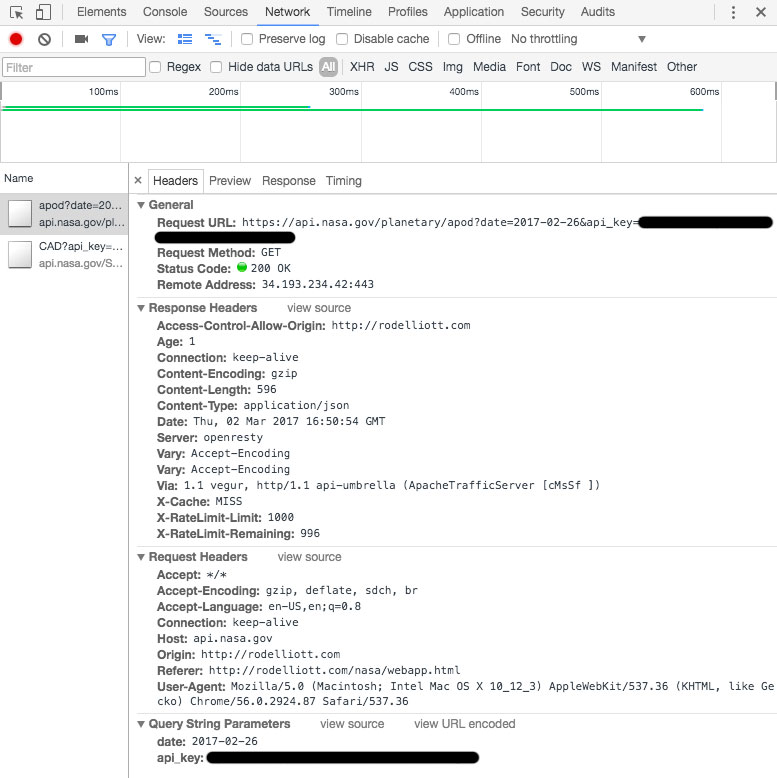 Elements Console Sources Network Timeline Profiles Application Security Audits
View: Preserve log Disable cache Offline No throttling
Filter Regex Hide data URLs All XHR JS CSS Img Media Font Doc WS Manifest Other
100ms 200ms 300ms 400ms 500ms 600ms
Name
apod?date=20...
api.nasa.gov/pl...
CAD?api_key=...
api.nasa.gov/S...
× Headers Preview Response Timing
General
Request URL: https://api.nasa.gov/planetary/apod?date=2017-02-26&api_key=
Request Method: GET
Status Code: 200 OK
Remote Address: 34.193.234.42:443
Response Headers view source
Access-Control-Allow-Origin: http://rodelliott.com
Age: 1
Connection: keep-alive
Content-Encoding: gzip
Content-Length: 596
Content-Type: application/json
Date: Thu, 02 Mar 2017 16:50:54 GMT
Server: openresty
Vary: Accept-Encoding
Vary: Accept-Encoding
Via: 1.1 vegur, http/1.1 api-umbrella (ApacheTrafficServer [cMsSf ])
X-Cache: MISS
X-RateLimit-Limit: 1000
X-RateLimit-Remaining: 996
Request Headers view source
Accept: */*
Accept-Encoding: gzip, deflate, sdch, br
Accept-Language: en-US,en;q=0.8
Connection: keep-alive
Host: api.nasa.gov
Origin: http://rodelliott.com
Referer: http://rodelliott.com/nasa/webapp.html
User-Agent: Mozilla/5.0 (Macintosh; Intel Mac OS X 10_12_3) AppleWebKit/537.36 (KHTML, like Ge
cko) Chrome/56.0.2924.87 Safari/537.36
Query String Parameters view source view URL encoded
date: 2017-02-26
api_key: